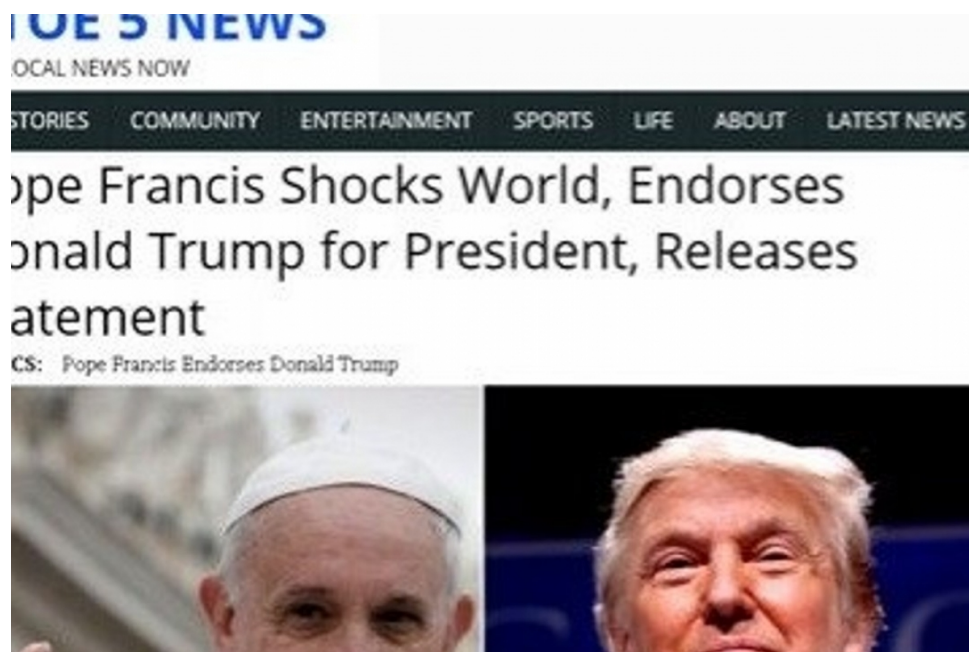 TOE 5 NEWS
OCAL NEWS NOW
STORIES COMMUNITY ENTERTAINMENT SPORTS LIFE ABOUT LATEST NEWS
ope Francis Shocks World, Endorses
onald Trump for President, Releases
atement
CS: Pope Francis Endorses Donald Trump